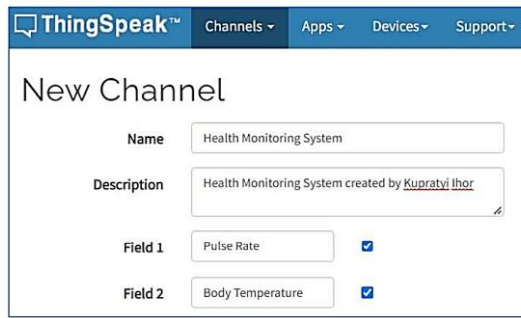 ThingSpeak™ Channels Apps Devices Support
New Channel
Name Health Monitoring System
Description Health Monitoring System created by Kupratyi Ihor
Field 1 Pulse Rate
Field 2 Body Temperature